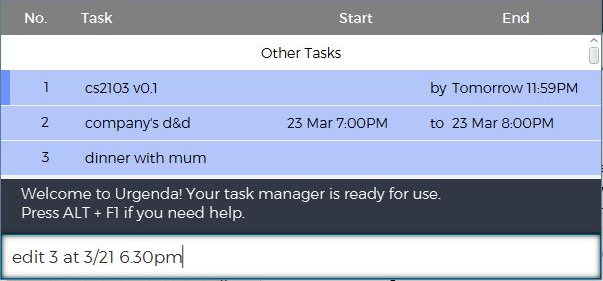 No. Task Start End
Other Tasks
1 cs2103 v0.1 by Tomorrow 11:59PM
2 company's d&d 23 Mar 7:00PM to 23 Mar 8:00PM
3 dinner with mum
Welcome to Urgenda! Your task manager is ready for use.
Press ALT + F1 if you need help.
edit 3 at 3/21 6.30pm